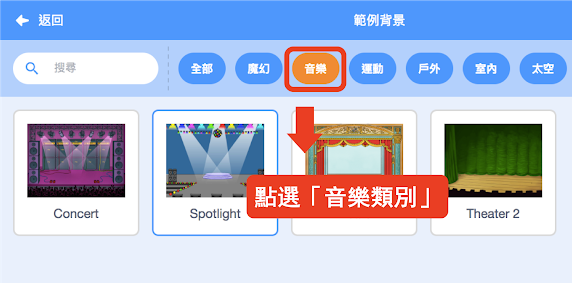 返回
範例背景
搜尋
全部
魔幻
音樂
運動
戶外
室內
太空
點選「音樂類別」
Concert
Spotlight
Theater 2